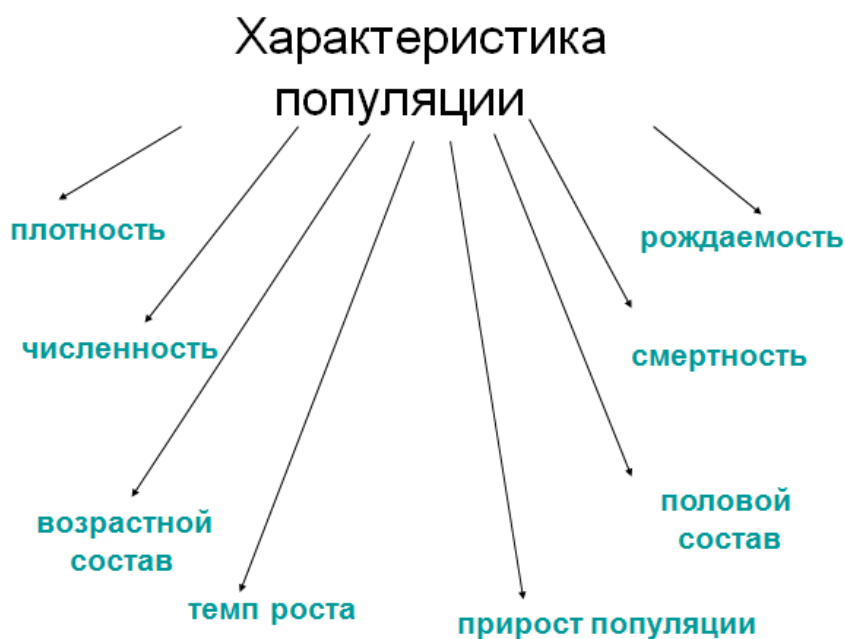 Характеристика
популяции
плотность
рождаемость
численность
смертность
возрастной
состав
половой
состав
темп роста
прирост популяции